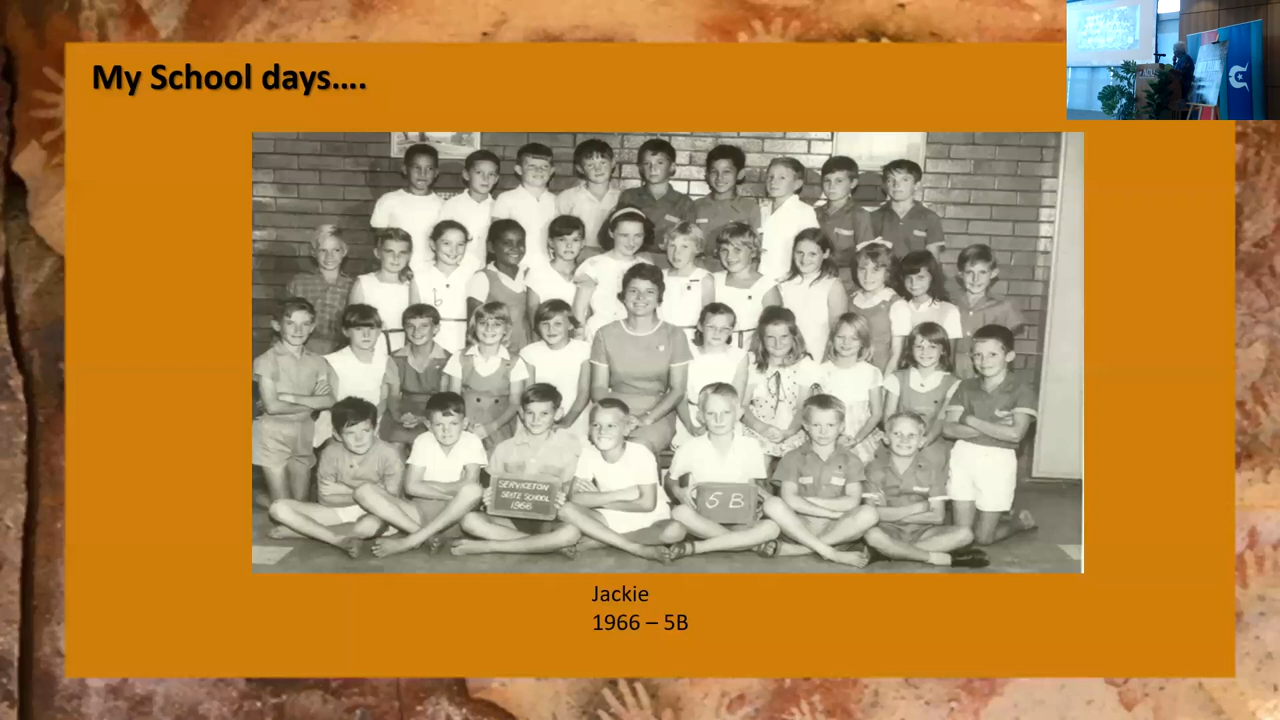 My School days....
SERVICETON
STATE SCHOOL
1966
5 B
Jackie
1966 – 5B